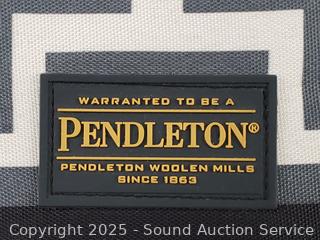 WARRANTED TO BE A
PENDLETON®
PENDLETON WOOLEN MILLS
SINCE 1863
Copyright 2025 - Sound Auction Service